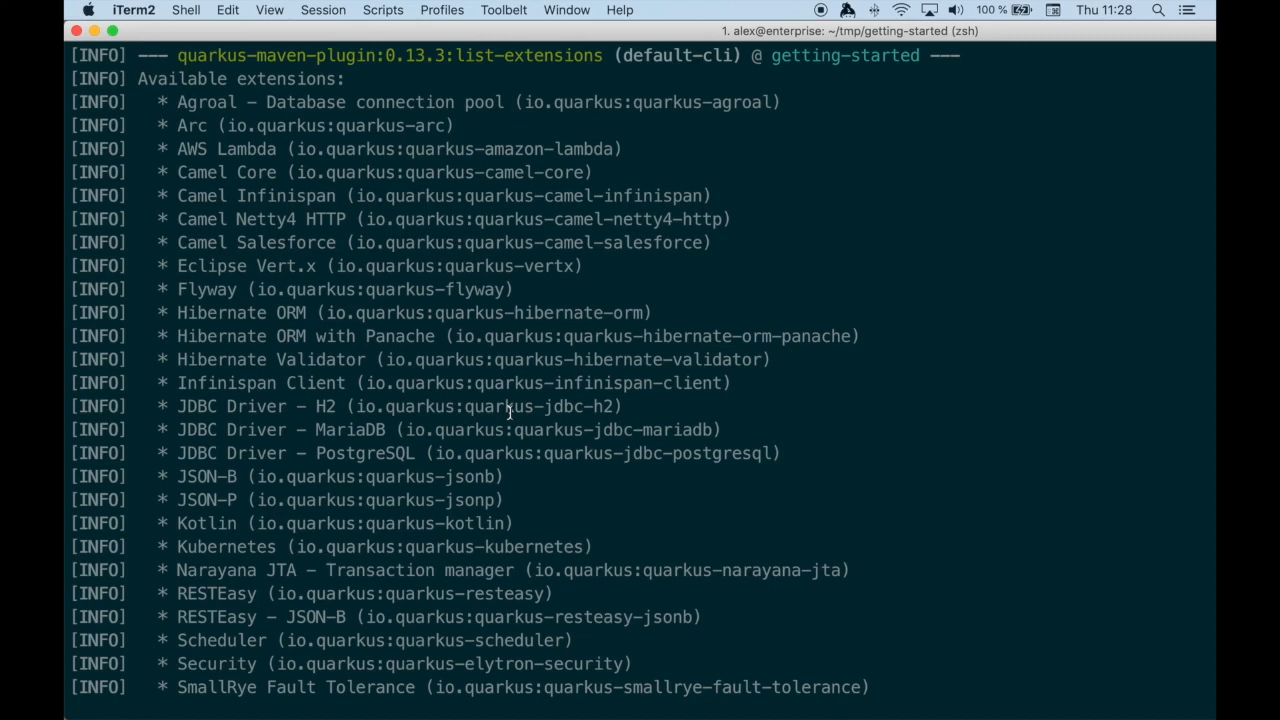 iTerm2 Shell Edit View Session Scripts Profiles Toolbelt Window Help 100 % Thu 11:28
1. alex@enterprise: ~/tmp/getting-started (zsh)
[INFO] --- quarkus-maven-plugin:0.13.3:list-extensions (default-cli) @ getting-started ---
[INFO] Available extensions:
[INFO]   * Agroal - Database connection pool (io.quarkus:quarkus-agroal)
[INFO]   * Arc (io.quarkus:quarkus-arc)
[INFO]   * AWS Lambda (io.quarkus:quarkus-amazon-lambda)
[INFO]   * Camel Core (io.quarkus:quarkus-camel-core)
[INFO]   * Camel Infinispan (io.quarkus:quarkus-camel-infinispan)
[INFO]   * Camel Netty4 HTTP (io.quarkus:quarkus-camel-netty4-http)
[INFO]   * Camel Salesforce (io.quarkus:quarkus-camel-salesforce)
[INFO]   * Eclipse Vert.x (io.quarkus:quarkus-vertx)
[INFO]   * Flyway (io.quarkus:quarkus-flyway)
[INFO]   * Hibernate ORM (io.quarkus:quarkus-hibernate-orm)
[INFO]   * Hibernate ORM with Panache (io.quarkus:quarkus-hibernate-orm-panache)
[INFO]   * Hibernate Validator (io.quarkus:quarkus-hibernate-validator)
[INFO]   * Infinispan Client (io.quarkus:quarkus-infinispan-client)
[INFO]   * JDBC Driver - H2 (io.quarkus:quarkus-jdbc-h2)
[INFO]   * JDBC Driver - MariaDB (io.quarkus:quarkus-jdbc-mariadb)
[INFO]   * JDBC Driver - PostgreSQL (io.quarkus:quarkus-jdbc-postgresql)
[INFO]   * JSON-B (io.quarkus:quarkus-jsonb)
[INFO]   * JSON-P (io.quarkus:quarkus-jsonp)
[INFO]   * Kotlin (io.quarkus:quarkus-kotlin)
[INFO]   * Kubernetes (io.quarkus:quarkus-kubernetes)
[INFO]   * Narayana JTA - Transaction manager (io.quarkus:quarkus-narayana-jta)
[INFO]   * RESTEasy (io.quarkus:quarkus-resteasy)
[INFO]   * RESTEasy - JSON-B (io.quarkus:quarkus-resteasy-jsonb)
[INFO]   * Scheduler (io.quarkus:quarkus-scheduler)
[INFO]   * Security (io.quarkus:quarkus-elytron-security)
[INFO]   * SmallRye Fault Tolerance (io.quarkus:quarkus-smallrye-fault-tolerance)